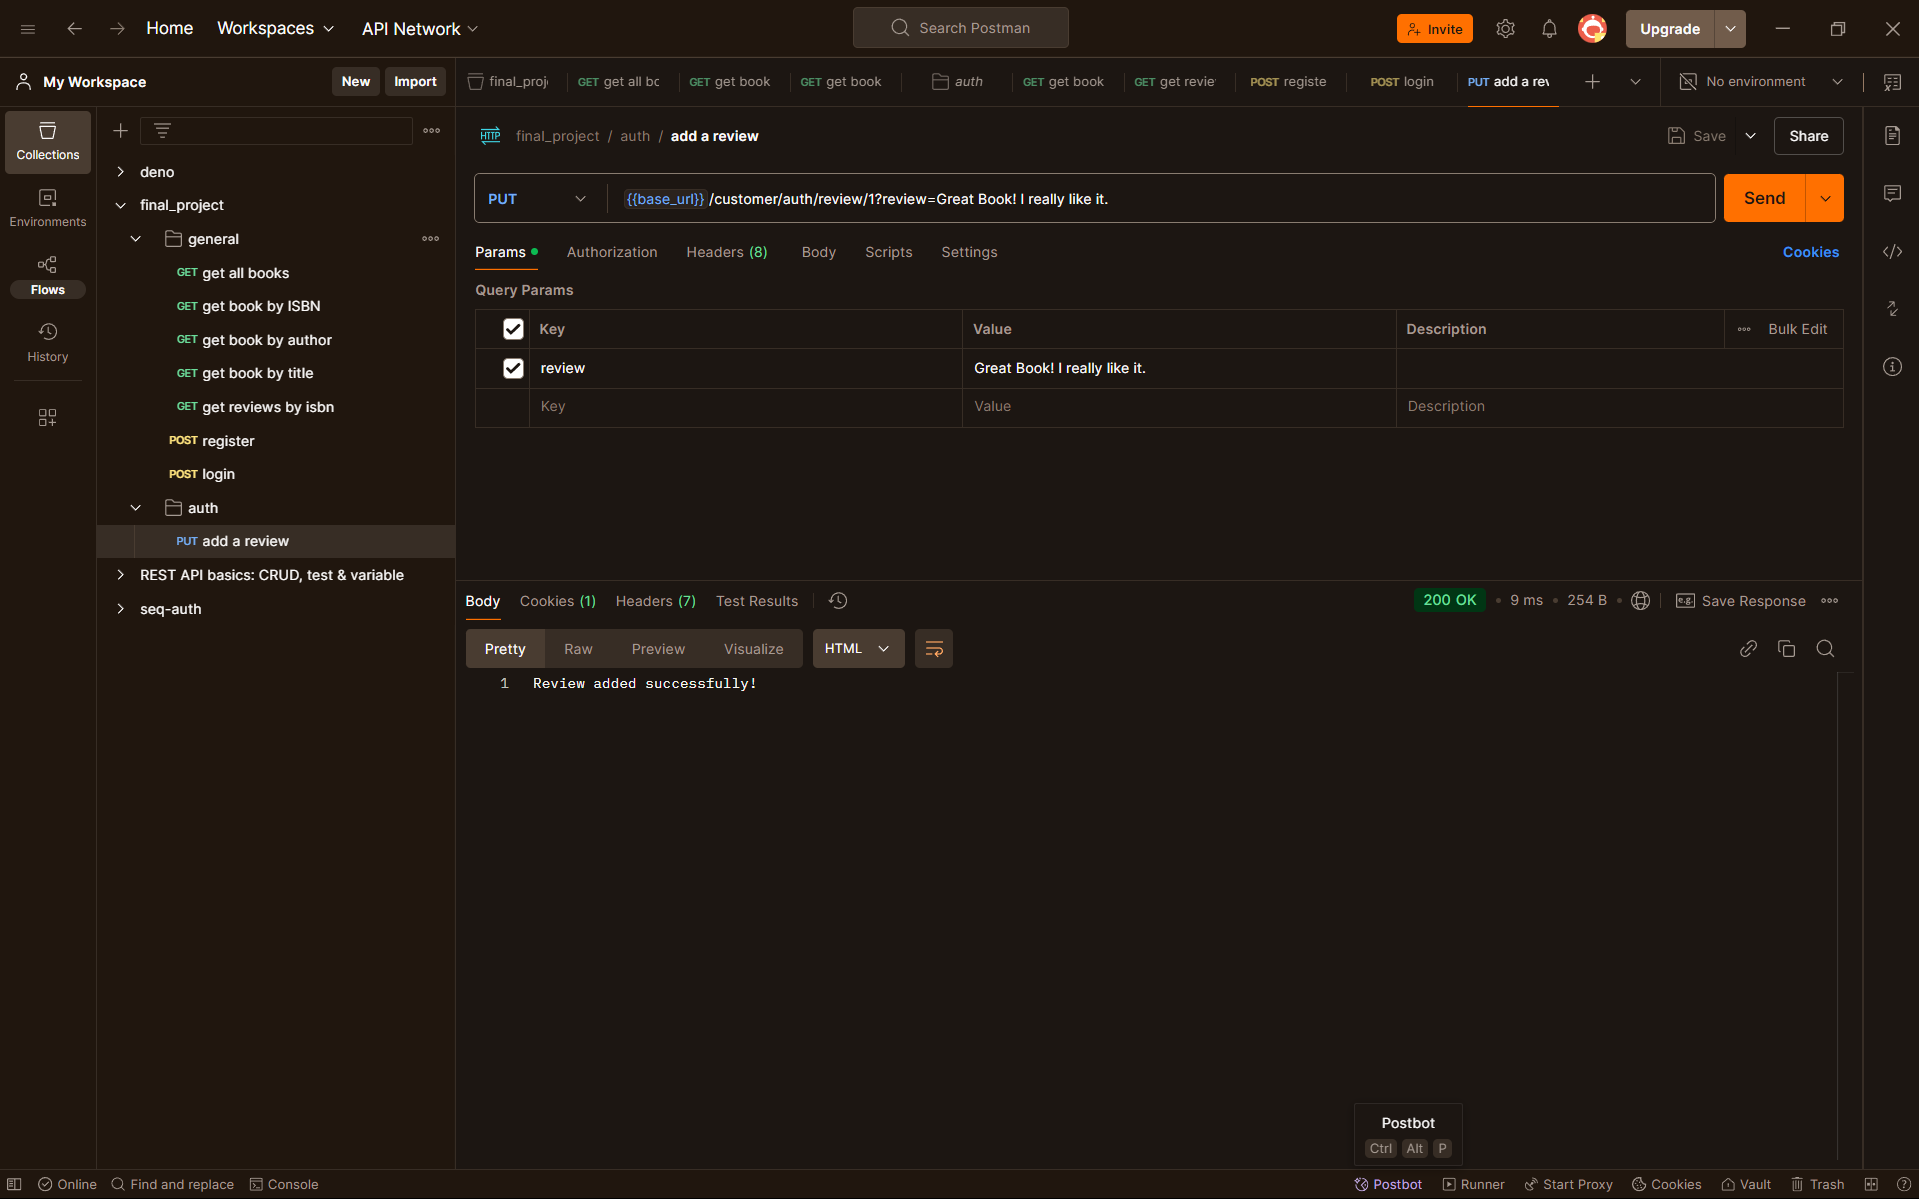 Home Workspaces API Network Search Postman Invite Upgrade
My Workspace New Import final_proj GET get all bc GET get book GET get book auth GET get book GET get revie POST registe POST login PUT add a rev No environment
Collections
Environments
Flows
History
deno
final_project
general
GET get all books
GET get book by ISBN
GET get book by author
GET get book by title
GET get reviews by isbn
POST register
POST login
auth
PUT add a review
REST API basics: CRUD, test & variable
seq-auth
HTTP final_project / auth / add a review Save Share
PUT {{base_url}}/customer/auth/review/1?review=Great Book! I really like it. Send
Params Authorization Headers (8) Body Scripts Settings Cookies
Query Params
Key Value Description Bulk Edit
review Great Book! I really like it.
Key Value Description
Body Cookies (1) Headers (7) Test Results 200 OK 9 ms 254 B e.g. Save Response
Pretty Raw Preview Visualize HTML
1 Review added successfully!
Postbot
Ctrl Alt P
Online Find and replace Console Postbot Runner Start Proxy Cookies Vault Trash